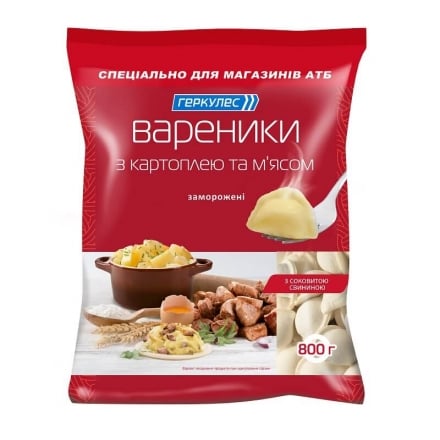 СПЕЦІАЛЬНО ДЛЯ МАГАЗИНІВ АТБ
ГЕРКУЛЕС
вареники
з картоплею та м'ясом
заморожені
З СОКОВИТОЮ
СВИНИНОЮ
800 г